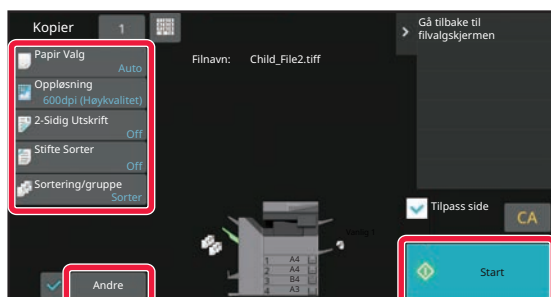 Kopier
1
Gå tilbake til
filvalgskjermen
Papir Valg
Auto
Filnavn: Child_File2.tiff
Oppløsning
600dpi (Høykvalitet)
2-Sidig Utskrift
Off
Stifte Sorter
Off
Sortering/gruppe
Sorter
Tilpass side
CA
1 A4
2 A4
3 B4
4 A3
Andre
Start